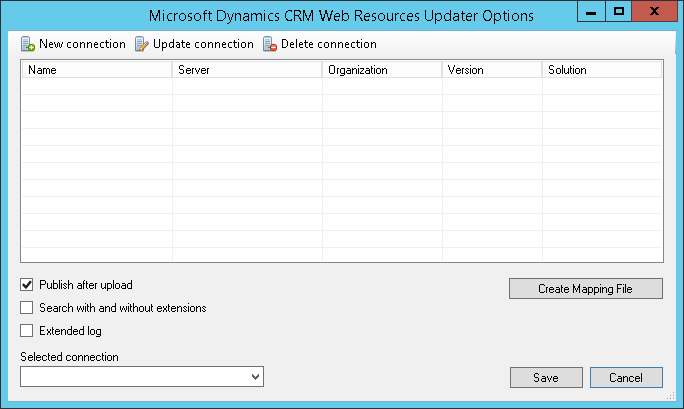 Microsoft Dynamics CRM Web Resources Updater Options
New connection Update connection Delete connection
Name Server Organization Version Solution
Publish after upload
Create Mapping File
Search with and without extensions
Extended log
Selected connection
Save Cancel